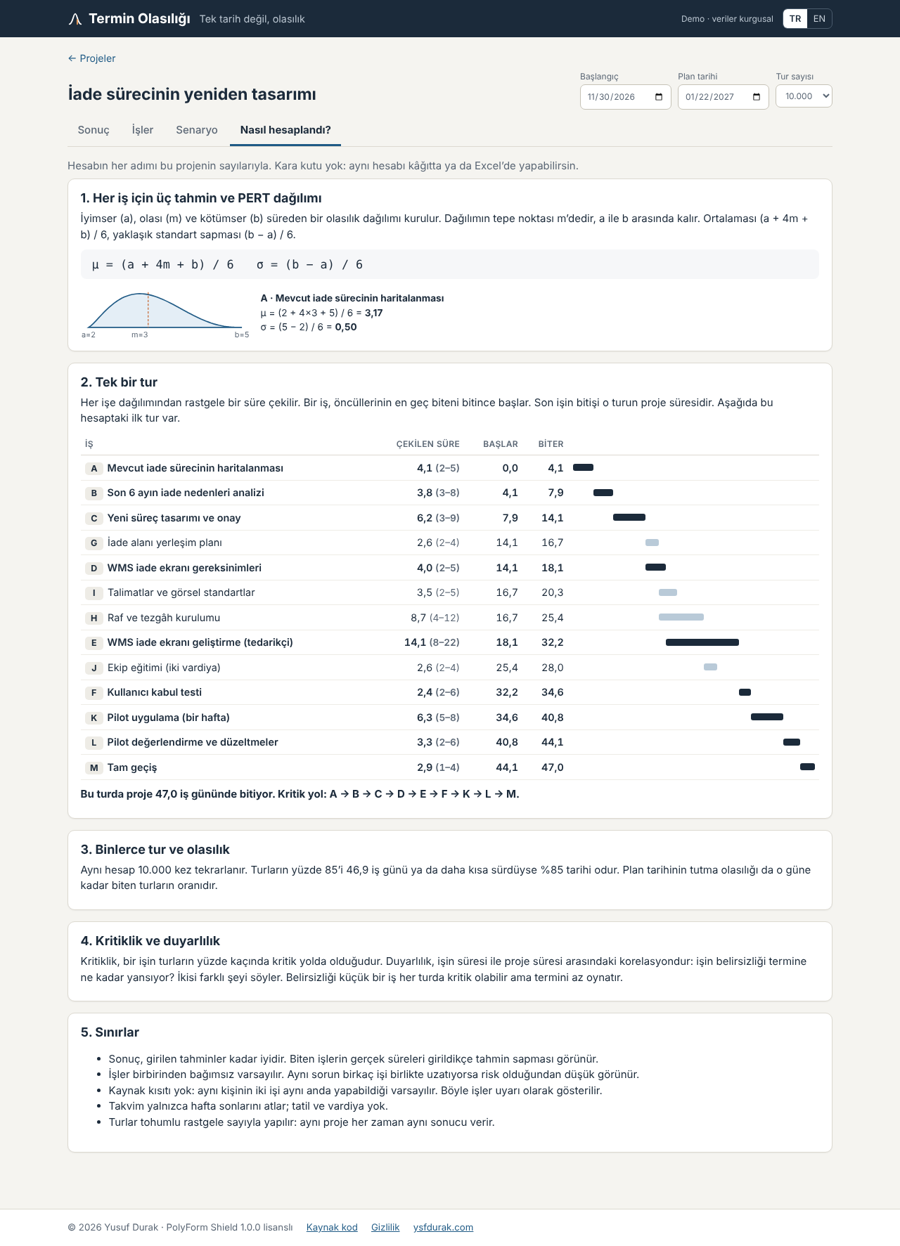 Termin Olasılığı Tek tarih değil, olasılık Demo · veriler kurgusal TR EN
← Projeler
İade sürecinin yeniden tasarımı
Başlangıç Plan tarihi Tur sayısı
11/30/2026 01/22/2027 10.000
Sonuç İşler Senaryo Nasıl hesaplandı?
Hesabın her adımı bu projenin sayılarıyla. Kara kutu yok: aynı hesabı kâğıtta ya da Excel’de yapabilirsin.
1. Her iş için üç tahmin ve PERT dağılımı
İyimser (a), olası (m) ve kötümser (b) süreden bir olasılık dağılımı kurulur. Dağılımın tepe noktası m’dedir, a ile b arasında kalır. Ortalaması (a + 4m +
b) / 6, yaklaşık standart sapması (b − a) / 6.
μ = (a + 4m + b) / 6 σ = (b − a) / 6
a=2 m=3 b=5
A · Mevcut iade sürecinin haritalanması
μ = (2 + 4×3 + 5) / 6 = 3,17
σ = (5 − 2) / 6 = 0,50
2. Tek bir tur
Her işe dağılımından rastgele bir süre çekilir. Bir iş, öncüllerinin en geç biteni bitince başlar. Son işin bitişi o turun proje süresidir. Aşağıda bu
hesaptaki ilk tur var.
İŞ ÇEKİLEN SÜRE BAŞLAR BİTER
A Mevcut iade sürecinin haritalanması 4,1 (2–5) 0,0 4,1
B Son 6 ayın iade nedenleri analizi 3,8 (3–8) 4,1 7,9
C Yeni süreç tasarımı ve onay 6,2 (3–9) 7,9 14,1
G İade alanı yerleşim planı 2,6 (2–4) 14,1 16,7
D WMS iade ekranı gereksinimleri 4,0 (2–5) 14,1 18,1
I Talimatlar ve görsel standartlar 3,5 (2–5) 16,7 20,3
H Raf ve tezgâh kurulumu 8,7 (4–12) 16,7 25,4
E WMS iade ekranı geliştirme (tedarikçi) 14,1 (8–22) 18,1 32,2
J Ekip eğitimi (iki vardiya) 2,6 (2–4) 25,4 28,0
F Kullanıcı kabul testi 2,4 (2–6) 32,2 34,6
K Pilot uygulama (bir hafta) 6,3 (5–8) 34,6 40,8
L Pilot değerlendirme ve düzeltmeler 3,3 (2–6) 40,8 44,1
M Tam geçiş 2,9 (1–4) 44,1 47,0
Bu turda proje 47,0 iş gününde bitiyor. Kritik yol: A → B → C → D → E → F → K → L → M.
3. Binlerce tur ve olasılık
Aynı hesap 10.000 kez tekrarlanır. Turların yüzde 85’i 46,9 iş günü ya da daha kısa sürdüyse %85 tarihi odur. Plan tarihinin tutma olasılığı da o güne
kadar biten turların oranıdır.
4. Kritiklik ve duyarlılık
Kritiklik, bir işin turların yüzde kaçında kritik yolda olduğudur. Duyarlılık, işin süresi ile proje süresi arasındaki korelasyondur: işin belirsizliği termine
ne kadar yansıyor? İkisi farklı şeyi söyler. Belirsizliği küçük bir iş her turda kritik olabilir ama termini az oynatır.
5. Sınırlar
• Sonuç, girilen tahminler kadar iyidir. Biten işlerin gerçek süreleri girildikçe tahmin sapması görünür.
• İşler birbirinden bağımsız varsayılır. Aynı sorun birkaç işi birlikte uzatıyorsa risk olduğundan düşük görünür.
• Kaynak kısıtı yok: aynı kişinin iki işi aynı anda yapabildiği varsayılır. Böyle işler uyarı olarak gösterilir.
• Takvim yalnızca hafta sonlarını atlar; tatil ve vardiya yok.
• Turlar tohumlu rastgele sayıyla yapılır: aynı proje her zaman aynı sonucu verir.
© 2026 Yusuf Durak · PolyForm Shield 1.0.0 lisanslı Kaynak kod Gizlilik ysfdurak.com